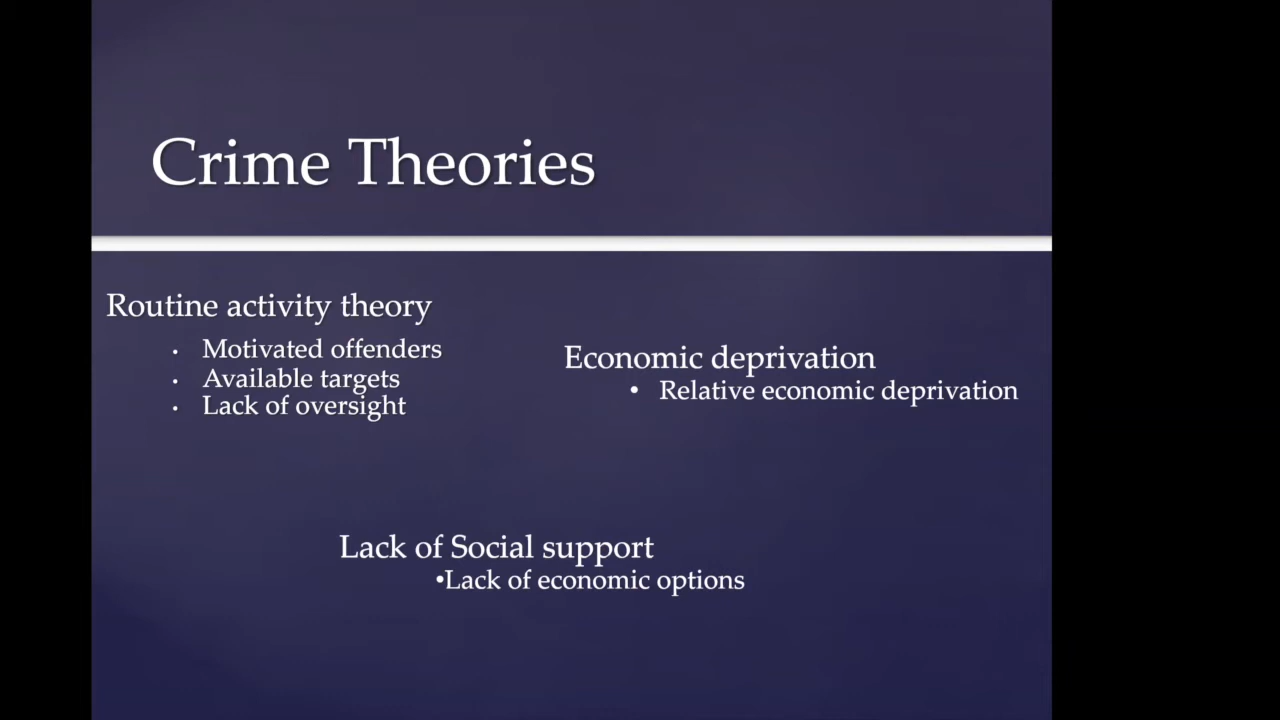 Crime Theories
Routine activity theory
• Motivated offenders
• Available targets
• Lack of oversight
Economic deprivation
• Relative economic deprivation
Lack of Social support
•Lack of economic options